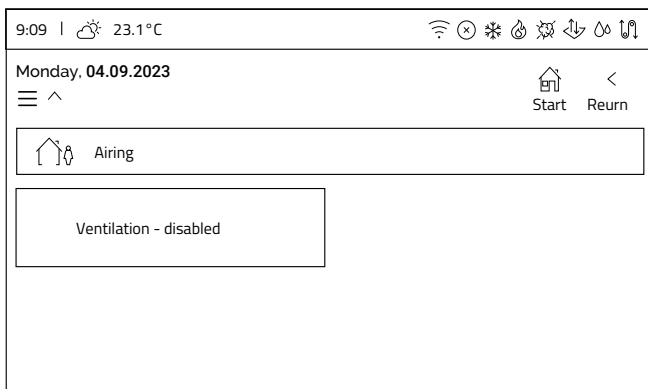 9:09 | 23.1°C
Monday, 04.09.2023
Start Reurn
Airing
Ventilation - disabled